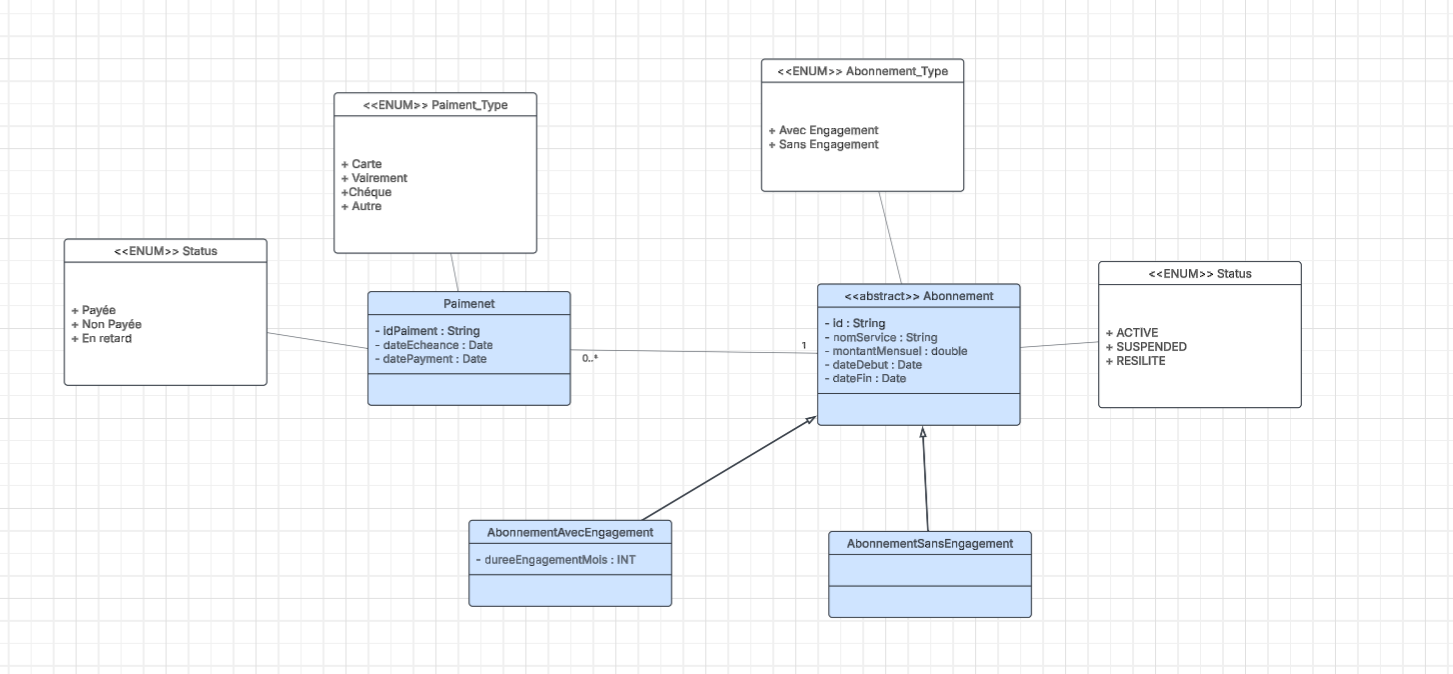 <<ENUM>> Abonnement_Type
+ Avec Engagement
+ Sans Engagement
<<ENUM>> Paiment_Type
+ Carte
+ Vairement
+Chéque
+ Autre
<<ENUM>> Status
+ Payée
+ Non Payée
+ En retard
Paimenet
- idPaiment : String
- dateEcheance : Date
- datePayment : Date
0..*
1
<<abstract>> Abonnement
- id : String
- nomService : String
- montantMensuel : double
- dateDebut : Date
- dateFin : Date
<<ENUM>> Status
+ ACTIVE
+ SUSPENDED
+ RESILITE
AbonnementAvecEngagement
- dureeEngagementMois : INT
AbonnementSansEngagement